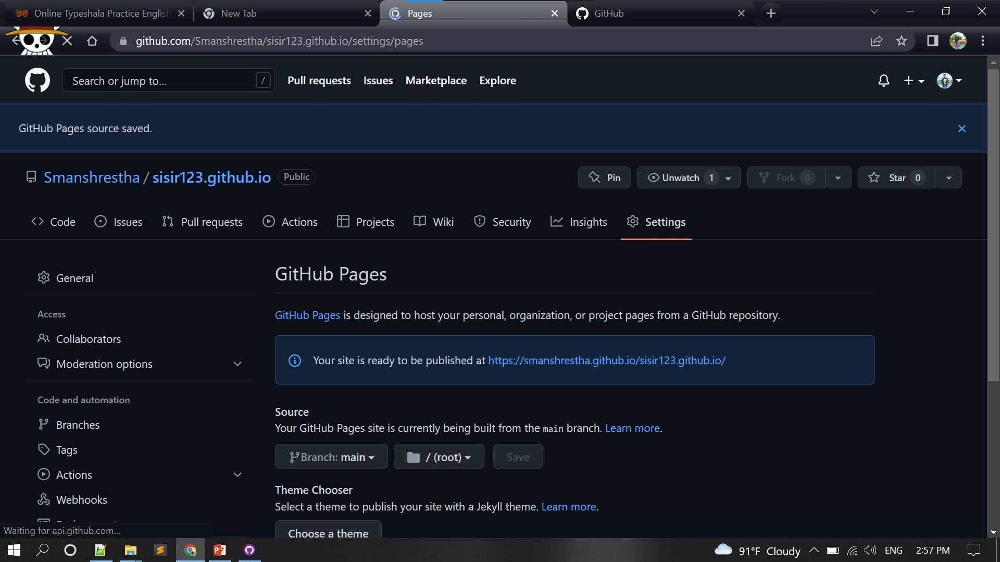 Online Typeshala Practice English
New Tab
Pages
GitHub
github.com/Smanshrestha/sisir123.github.io/settings/pages
Search or jump to... /
Pull requests Issues Marketplace Explore
GitHub Pages source saved.
Smanshrestha / sisir123.github.io Public
Pin Unwatch 1 Fork 0 Star 0
Code Issues Pull requests Actions Projects Wiki Security Insights Settings
General
Access
Collaborators
Moderation options
Code and automation
Branches
Tags
Actions
Webhooks
GitHub Pages
GitHub Pages is designed to host your personal, organization, or project pages from a GitHub repository.
Your site is ready to be published at https://smanshrestha.github.io/sisir123.github.io/
Source
Your GitHub Pages site is currently being built from the main branch. Learn more.
Branch: main / (root) Save
Theme Chooser
Select a theme to publish your site with a Jekyll theme. Learn more.
Choose a theme
Waiting for api.github.com...
91°F Cloudy ENG 2:57 PM